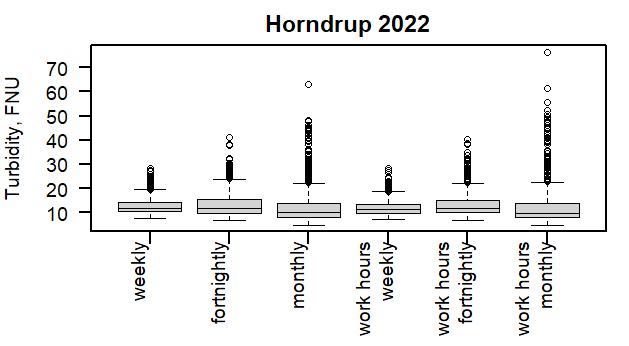 Horndrup 2022
Turbidity, FNU
70
60
50
40
30
20
10
weekly
fortnightly
monthly
work hours
weekly
work hours
fortnightly
work hours
monthly